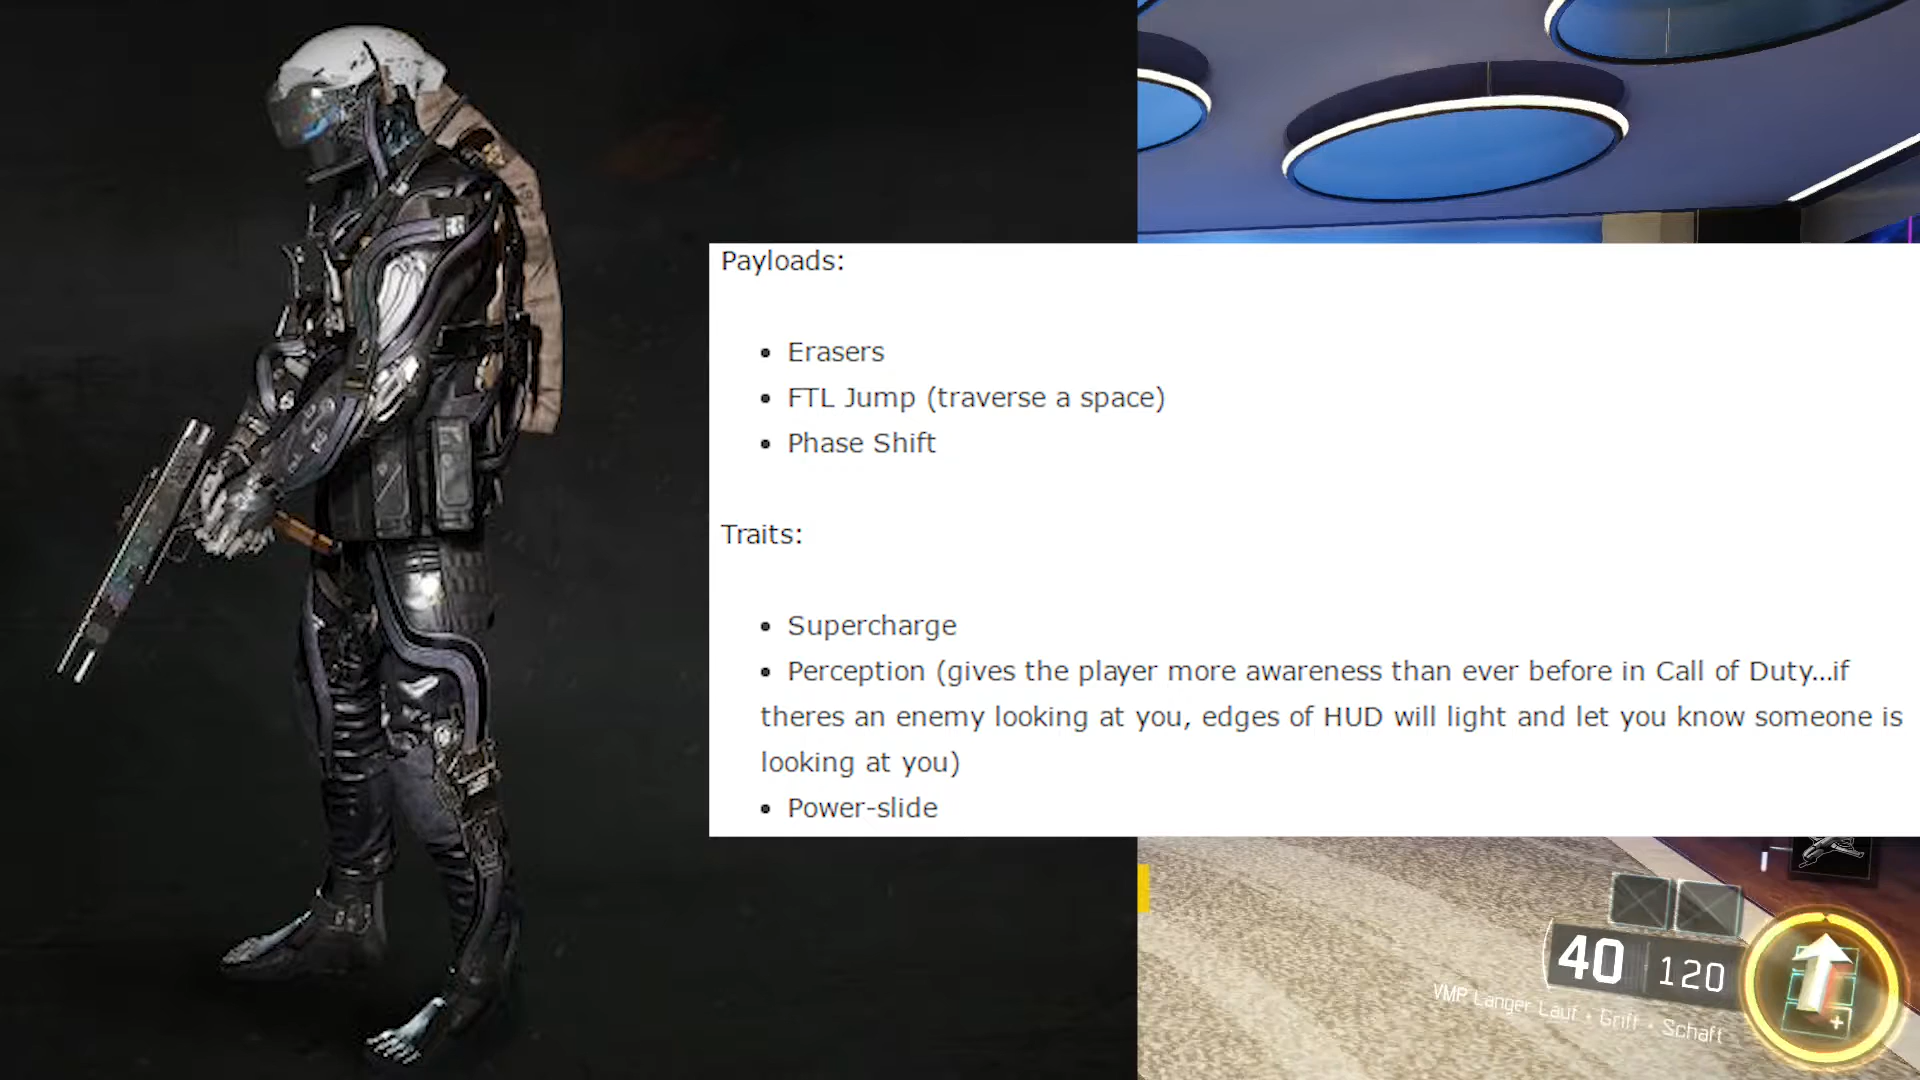 Payloads:
• Erasers
• FTL Jump (traverse a space)
• Phase Shift
Traits:
• Supercharge
• Perception (gives the player more awareness than ever before in Call of Duty...if
theres an enemy looking at you, edges of HUD will light and let you know someone is
looking at you)
• Power-slide
40 120
VMP Langer Lauf • Griff • Schaft